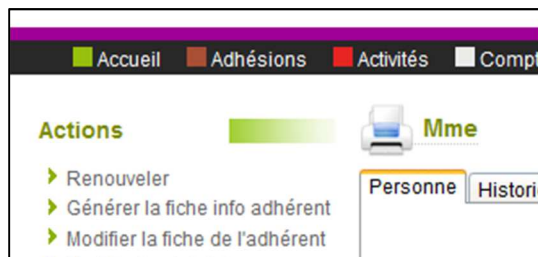 Accueil Adhésions Activités Compt
Actions
Mme
Renouveler
Générer la fiche info adhérent
Modifier la fiche de l'adhérent
Personne Histori